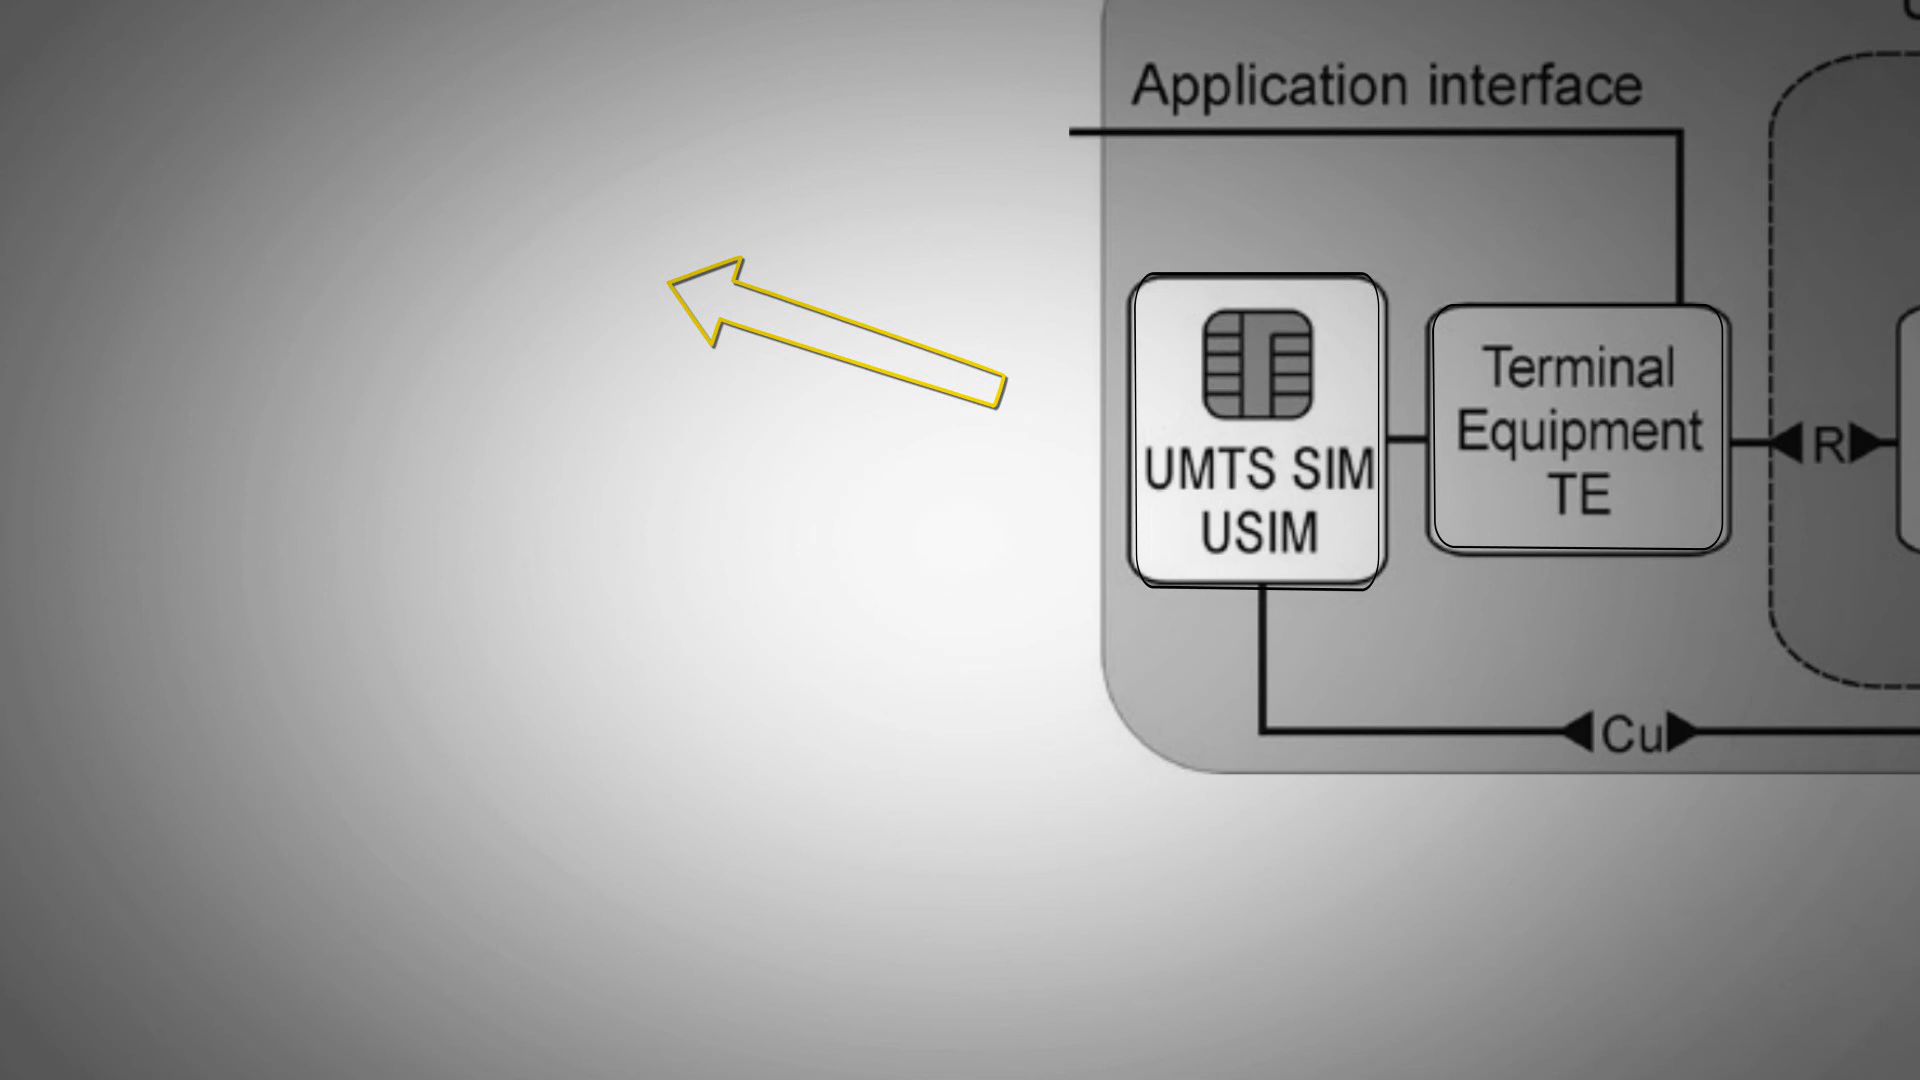 Application interface
Terminal
Equipment
TE
R
UMTS SIM
USIM
Cu